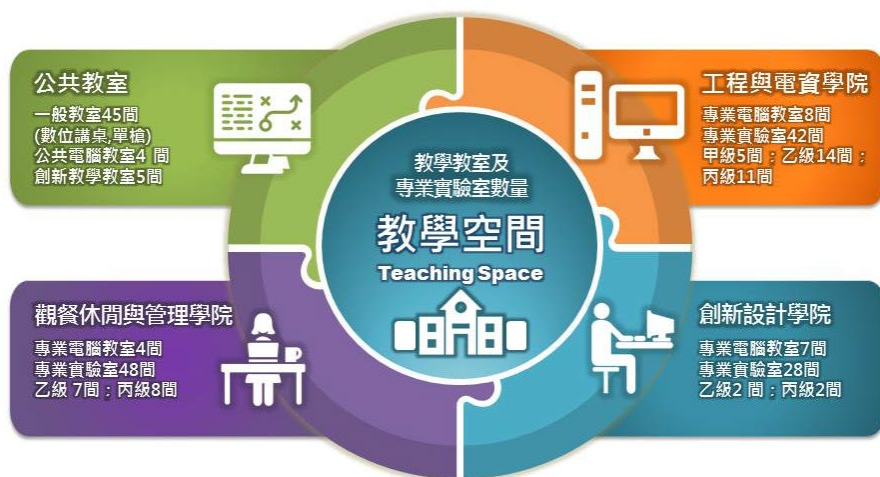 公共教室
一般教室45間
(數位講桌,單槍)
公共電腦教室4 間
創新教學教室5間
工程與電資學院
專業電腦教室8間
專業實驗室42間
甲級5間；乙級14間；
丙級11間
教學教室及
專業實驗室數量
教學空間
Teaching Space
觀餐休閒與管理學院
專業電腦教室4間
專業實驗室48間
乙級 7間；丙級8間
創新設計學院
專業電腦教室7間
專業實驗室28間
乙級2 間；丙級2間